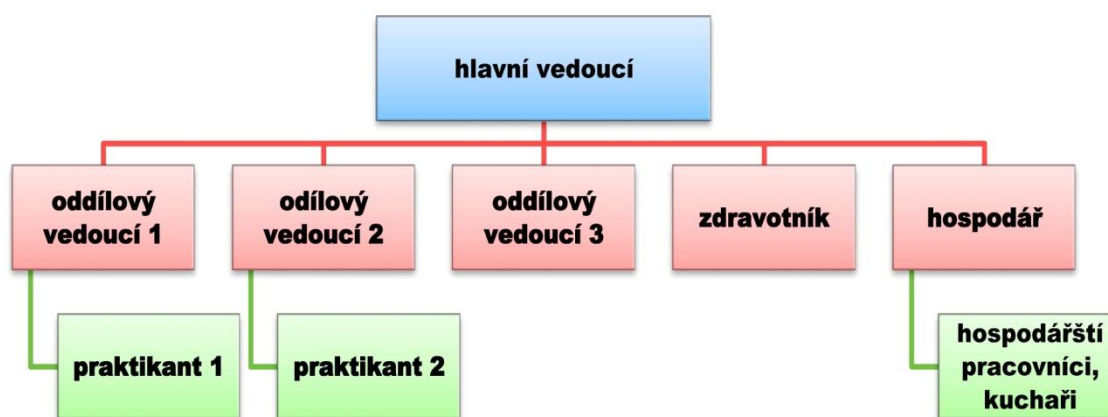 hlavní vedoucí
oddílový
vedoucí 1
odílový
vedoucí 2
oddílový
vedoucí 3
zdravotník
hospodář
praktikant 1
praktikant 2
hospodářští
pracovníci,
kuchaři